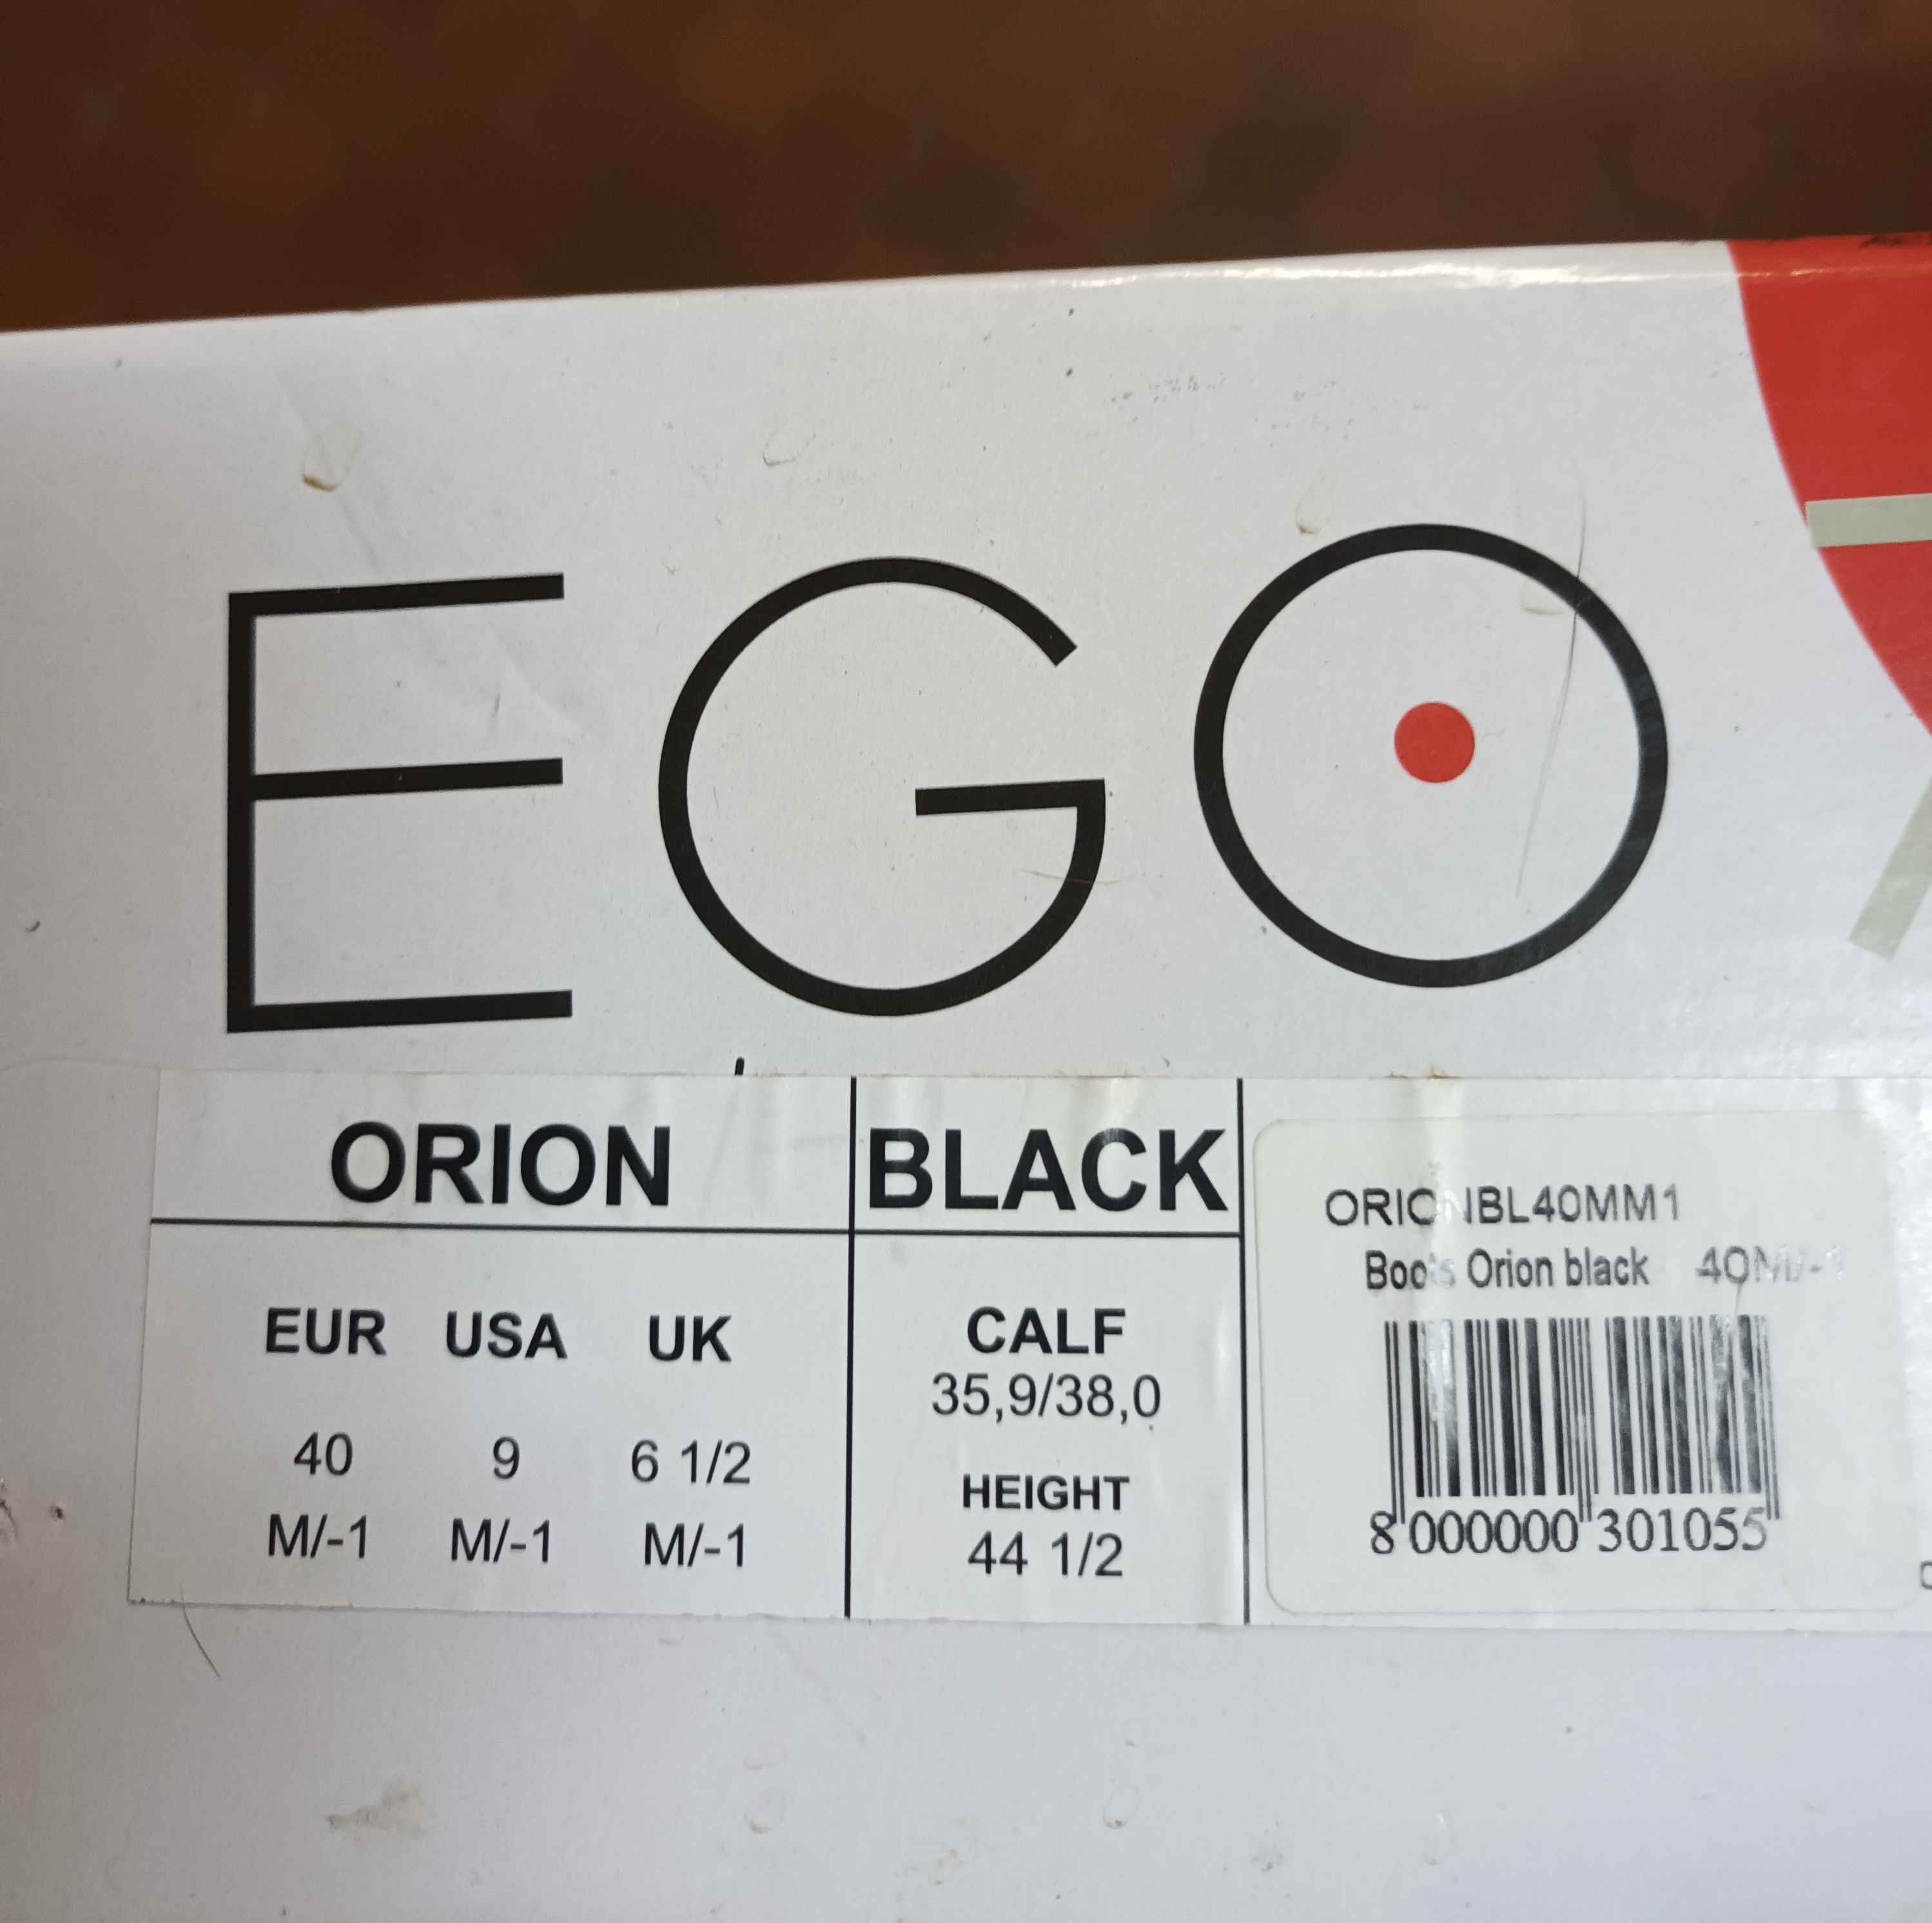 EGO
ORION
BLACK
EUR USA UK
40 9 6 1/2
M/-1 M/-1 M/-1
CALF
35,9/38,0
HEIGHT
44 1/2
ORIONBL40MM1
Boots Orion black 40M/-1
8 000000 301055